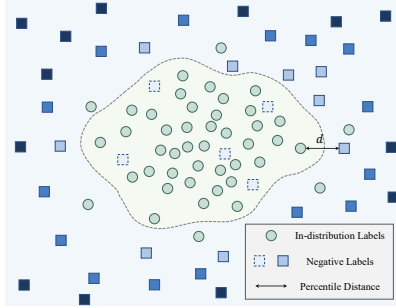 d
In-distribution Labels
Negative Labels
Percentile Distance